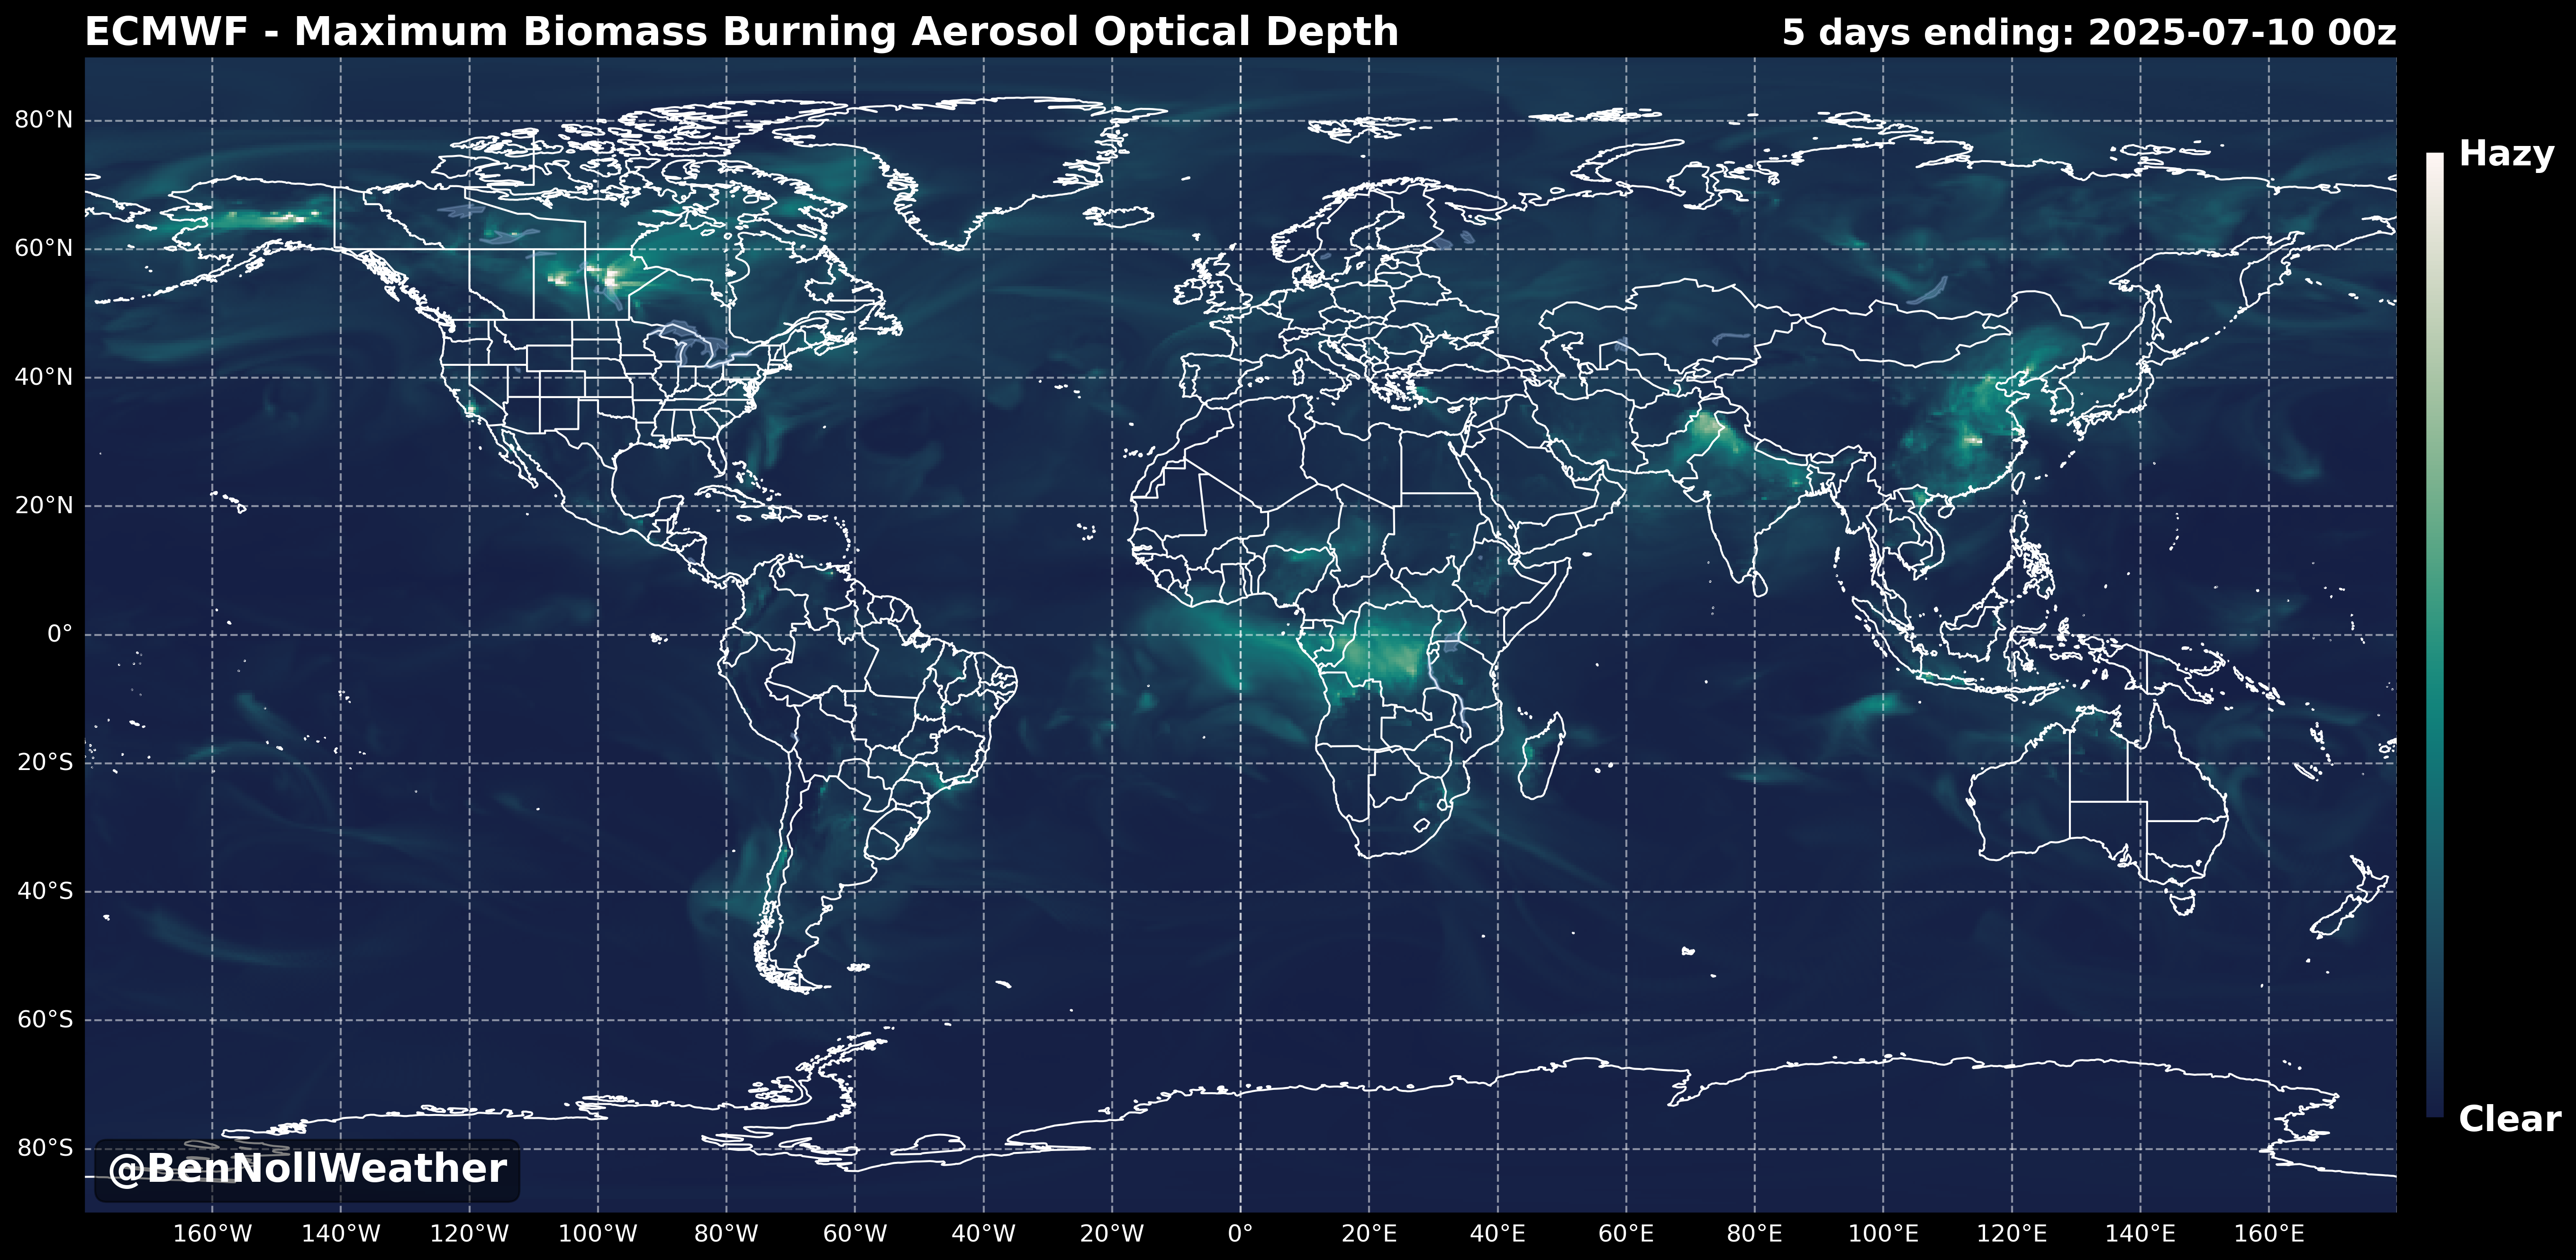 ECMWF - Maximum Biomass Burning Aerosol Optical Depth
5 days ending: 2025-07-10 00z
80°N
60°N
40°N
20°N
0°
20°S
40°S
60°S
80°S
Hazy
Clear
@BenNollWeather
160°W 140°W 120°W 100°W 80°W 60°W 40°W 20°W 0° 20°E 40°E 60°E 80°E 100°E 120°E 140°E 160°E